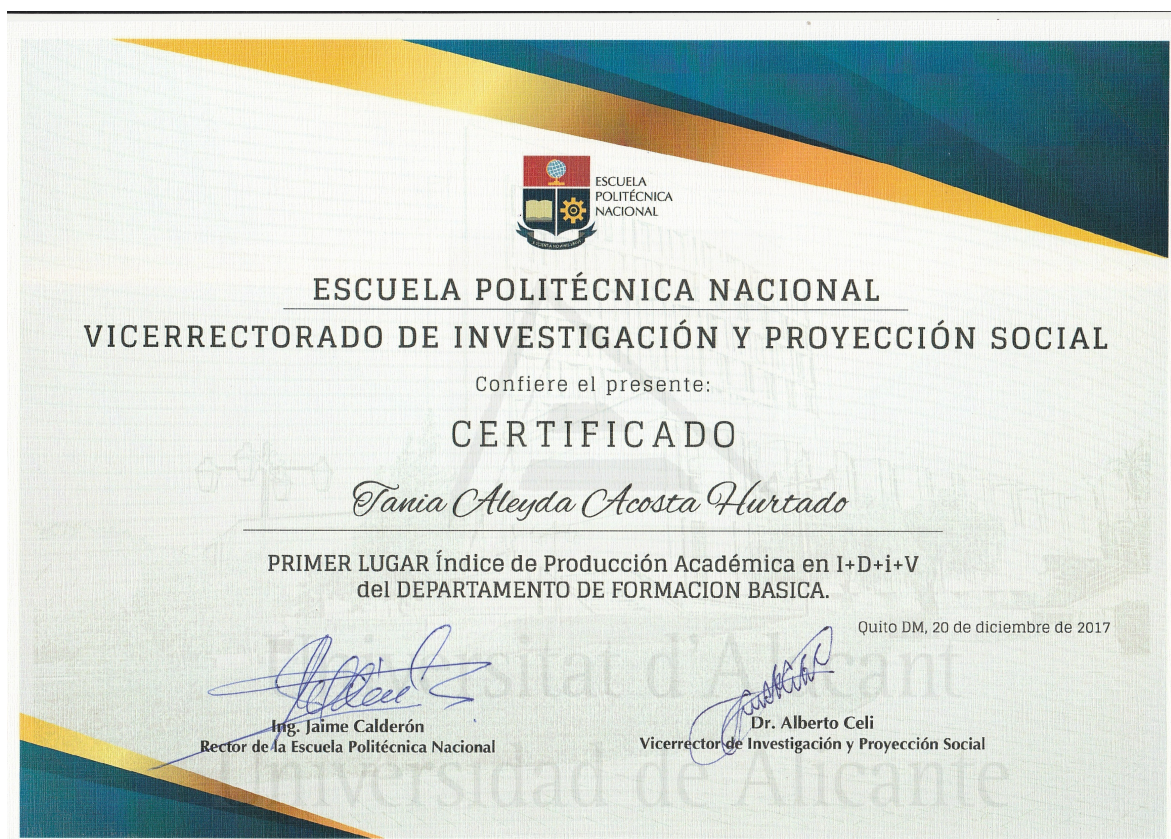 ESCUELA
POLITÉCNICA
NACIONAL
ESCUELA POLITÉCNICA NACIONAL
VICERRECTORADO DE INVESTIGACIÓN Y PROYECCIÓN SOCIAL
Confiere el presente:
CERTIFICADO
Tania Aleyda Acosta Hurtado
PRIMER LUGAR Índice de Producción Académica en I+D+i+V
del DEPARTAMENTO DE FORMACION BASICA.
Quito DM, 20 de diciembre de 2017
Universitat d'Alacant
Ing. Jaime Calderón
Rector de la Escuela Politécnica Nacional
Dr. Alberto Celi
Vicerrector de Investigación y Proyección Social
Universidad de Alicante